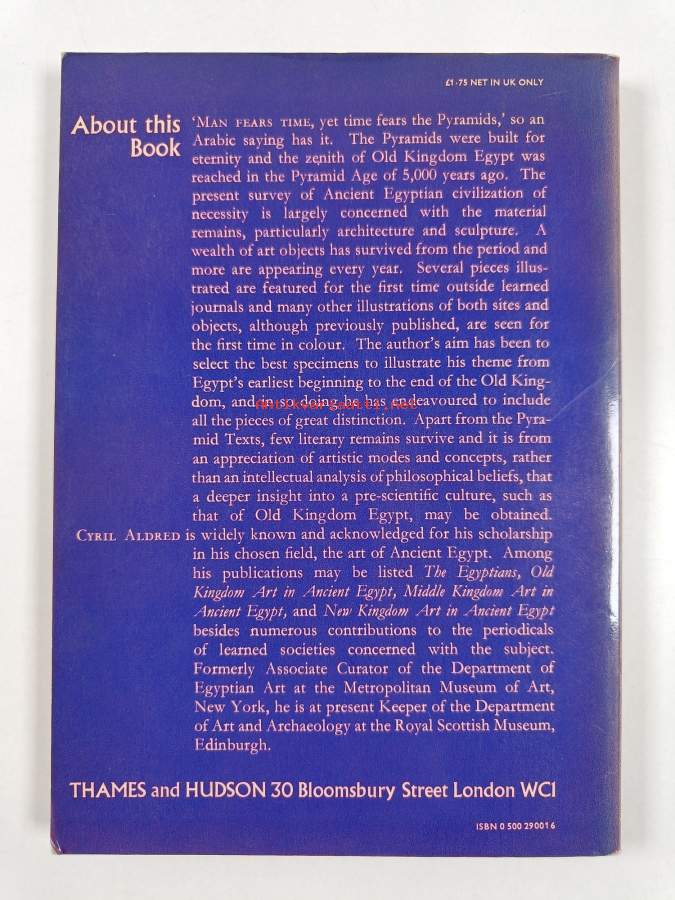 £1·75 NET IN UK ONLY
About this
Book
‘MAN FEARS TIME, yet time fears the Pyramids,’ so an
Arabic saying has it. The Pyramids were built for
eternity and the zenith of Old Kingdom Egypt was
reached in the Pyramid Age of 5,000 years ago. The
present survey of Ancient Egyptian civilization of
necessity is largely concerned with the material
remains, particularly architecture and sculpture. A
wealth of art objects has survived from the period and
more are appearing every year. Several pieces illus-
trated are featured for the first time outside learned
journals and many other illustrations of both sites and
objects, although previously published, are seen for
the first time in colour. The author’s aim has been to
select the best specimens to illustrate his theme from
Egypt’s earliest beginning to the end of the Old King-
dom, and in so doing he has endeavoured to include
all the pieces of great distinction. Apart from the Pyra-
mid Texts, few literary remains survive and it is from
an appreciation of artistic modes and concepts, rather
than an intellectual analysis of philosophical beliefs, that
a deeper insight into a pre-scientific culture, such as
that of Old Kingdom Egypt, may be obtained.
CYRIL ALDRED is widely known and acknowledged for his scholarship
in his chosen field, the art of Ancient Egypt. Among
his publications may be listed The Egyptians, Old
Kingdom Art in Ancient Egypt, Middle Kingdom Art in
Ancient Egypt, and New Kingdom Art in Ancient Egypt
besides numerous contributions to the periodicals
of learned societies concerned with the subject.
Formerly Associate Curator of the Department of
Egyptian Art at the Metropolitan Museum of Art,
New York, he is at present Keeper of the Department
of Art and Archaeology at the Royal Scottish Museum,
Edinburgh.
THAMES and HUDSON 30 Bloomsbury Street London WC1
ISBN 0 500 29001 6